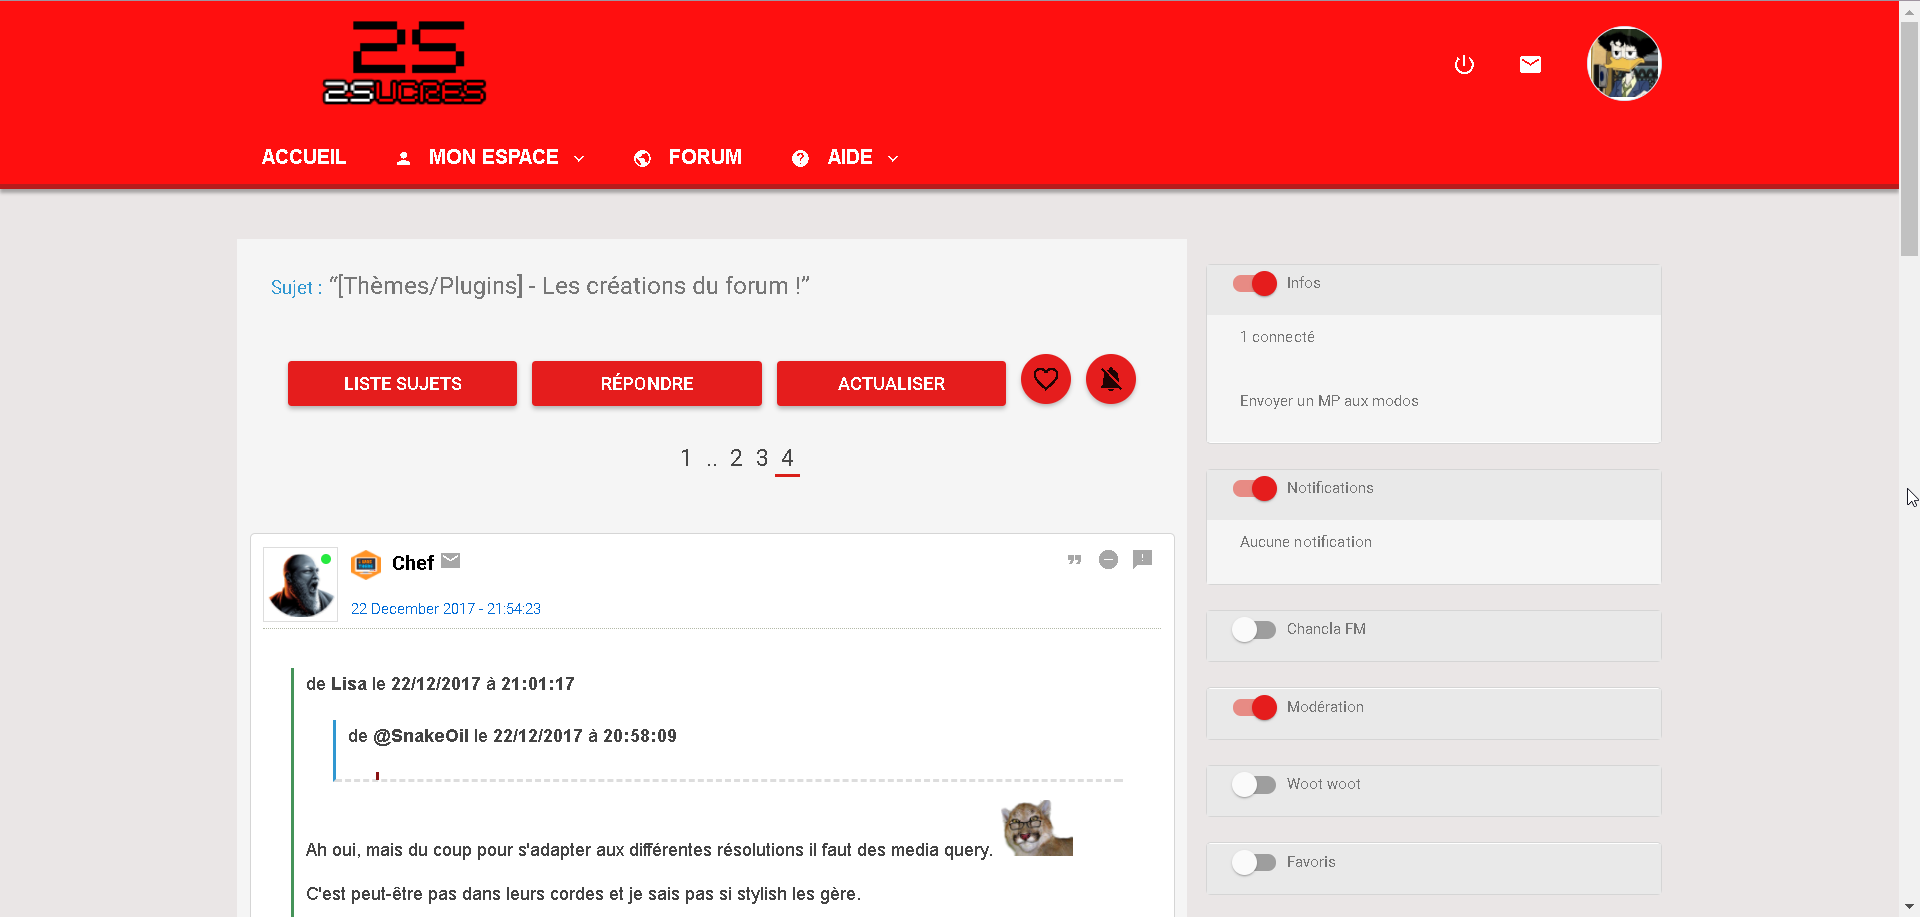 25
2SUCRES
ACCUEIL MON ESPACE FORUM AIDE
Sujet : “[Thèmes/Plugins] - Les créations du forum !”
LISTE SUJETS RÉPONDRE ACTUALISER
1 .. 2 3 4
Chef
22 December 2017 - 21:54:23
de Lisa le 22/12/2017 à 21:01:17
de @SnakeOil le 22/12/2017 à 20:58:09
Ah oui, mais du coup pour s'adapter aux différentes résolutions il faut des media query.
C'est peut-être pas dans leurs cordes et je sais pas si stylish les gère.
Infos
1 connecté
Envoyer un MP aux modos
Notifications
Aucune notification
Chancla FM
Modération
Woot woot
Favoris